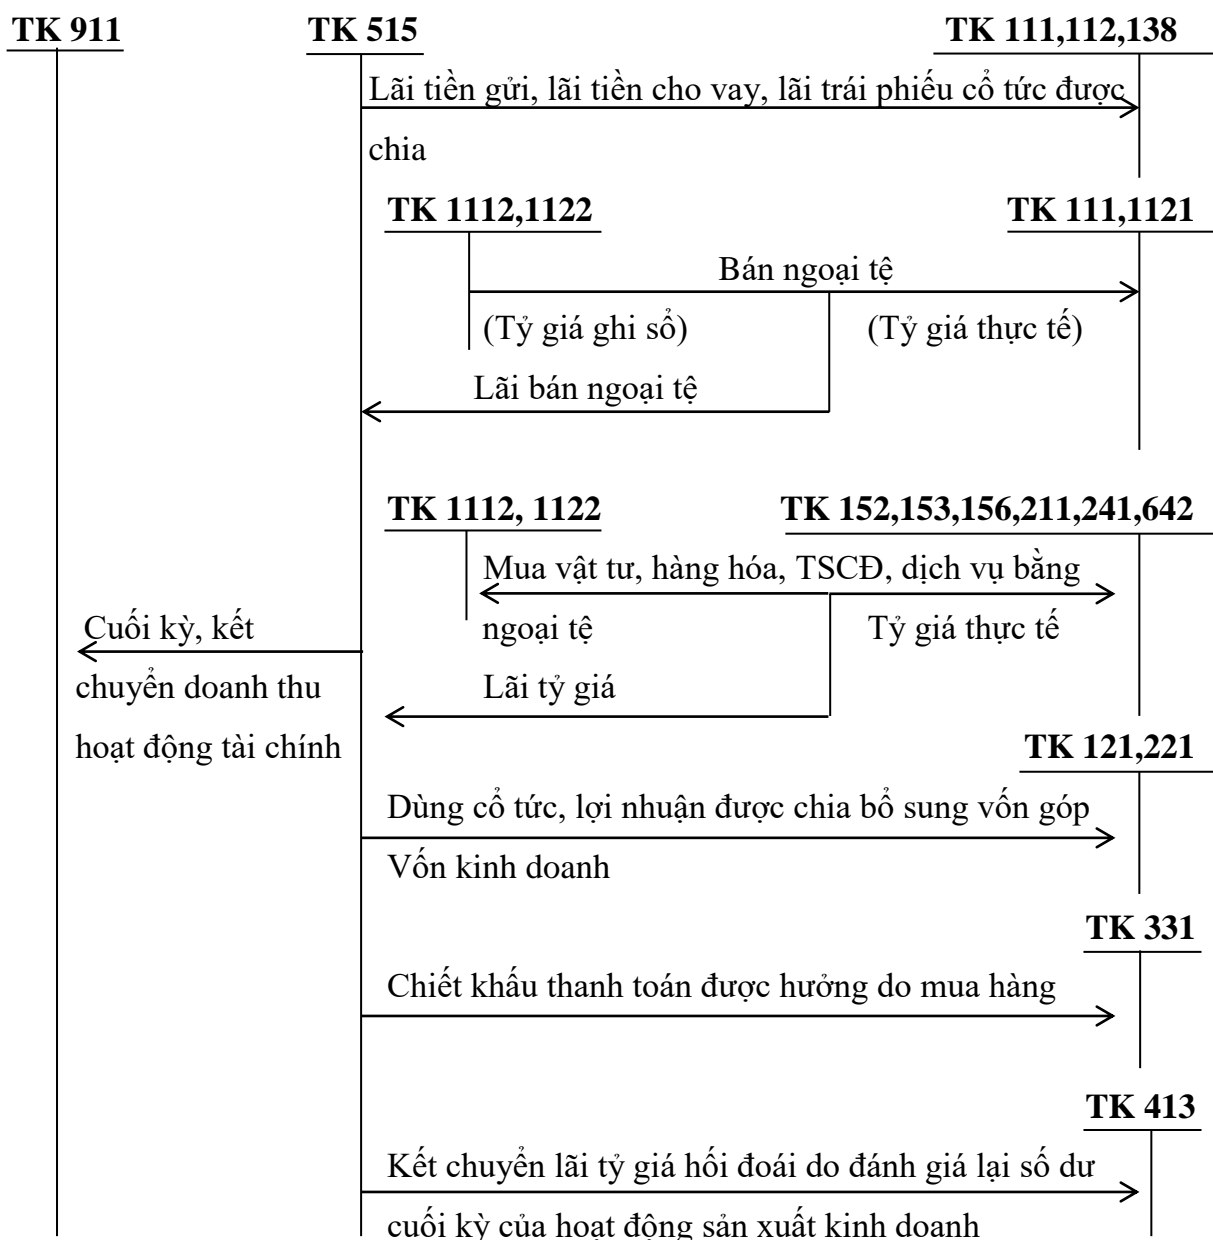 TK 911 TK 515 TK 111,112,138
Lãi tiền gửi, lãi tiền cho vay, lãi trái phiếu cổ tức được
chia
TK 1112,1122 TK 111,1121
Bán ngoại tệ
(Tỷ giá ghi sổ) (Tỷ giá thực tế)
Lãi bán ngoại tệ
TK 1112, 1122 TK 152,153,156,211,241,642
Mua vật tư, hàng hóa, TSCĐ, dịch vụ bằng
Cuối kỳ, kết ngoại tệ Tỷ giá thực tế
chuyển doanh thu Lãi tỷ giá
hoạt động tài chính TK 121,221
Dùng cổ tức, lợi nhuận được chia bổ sung vốn góp
Vốn kinh doanh
TK 331
Chiết khấu thanh toán được hưởng do mua hàng
TK 413
Kết chuyển lãi tỷ giá hối đoái do đánh giá lại số dư
cuối kỳ của hoạt động sản xuất kinh doanh